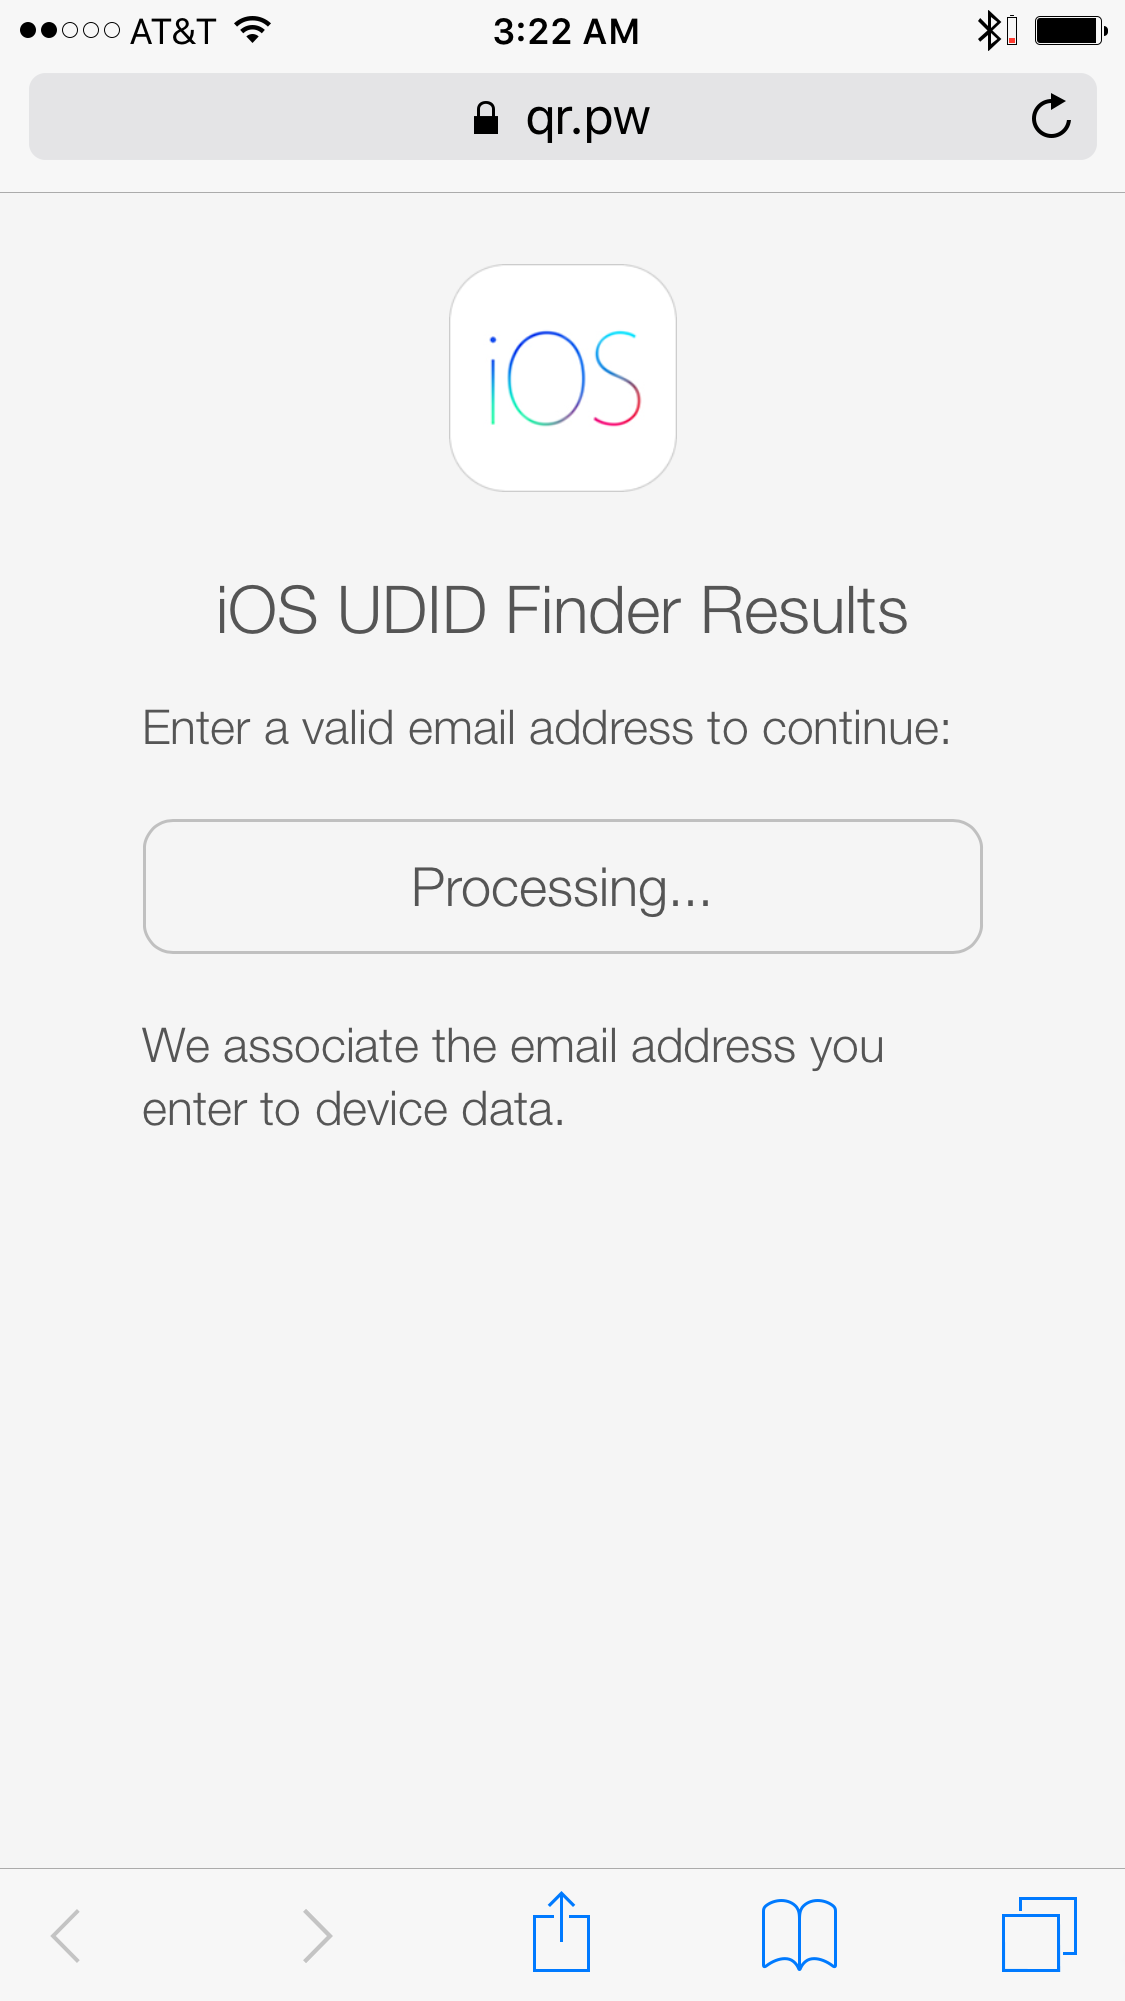 AT&T 3:22 AM
qr.pw
iOS
iOS UDID Finder Results
Enter a valid email address to continue:
Processing...
We associate the email address you
enter to device data.